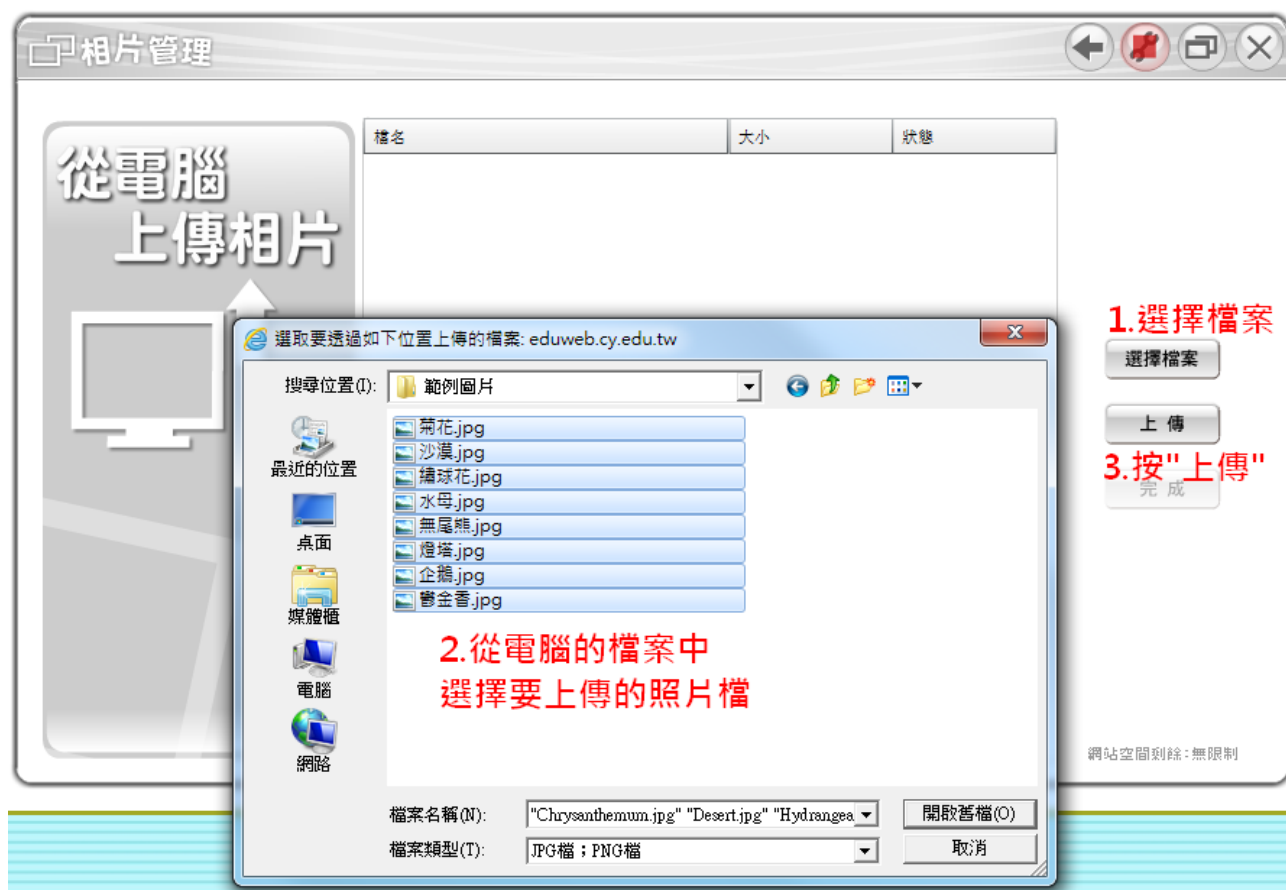 相片管理
從電腦
上傳相片
檔名
大小
狀態
1.選擇檔案
選擇檔案
上 傳
3.按"上傳"
完 成
選取要透過如下位置上傳的檔案: eduweb.cy.edu.tw
搜尋位置(I):
範例圖片
最近的位置
桌面
媒體櫃
電腦
網路
菊花.jpg
沙漠.jpg
繡球花.jpg
水母.jpg
無尾熊.jpg
燈塔.jpg
企鵝.jpg
鬱金香.jpg
2.從電腦的檔案中
選擇要上傳的照片檔
網站空間剩餘:無限制
檔案名稱(N):
"Chrysanthemum.jpg" "Desert.jpg" "Hydrangea
開啟舊檔(O)
檔案類型(T):
JPG檔；PNG檔
取消